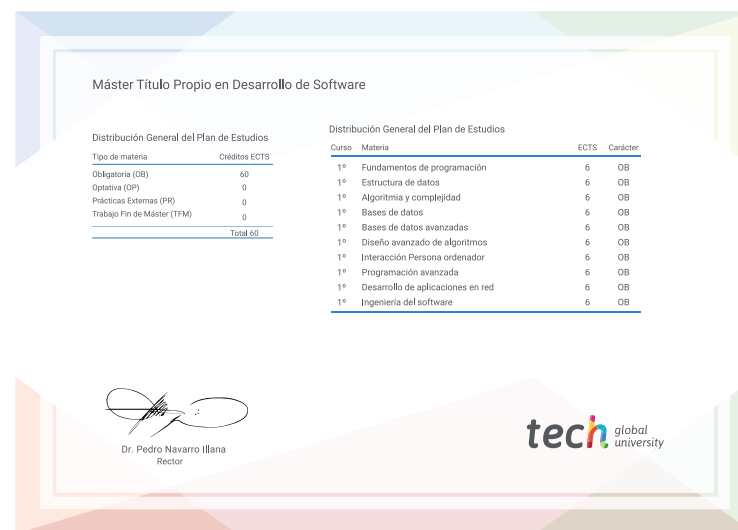 Máster Título Propio en Desarrollo de Software
Distribución General del Plan de Estudios
Tipo de materia Créditos ECTS
Obligatoria (OB) 60
Optativa (OP) 0
Prácticas Externas (PR) 0
Trabajo Fin de Máster (TFM) 0
Total 60
Distribución General del Plan de Estudios
Curso Materia ECTS Carácter
1º Fundamentos de programación 6 OB
1º Estructura de datos 6 OB
1º Algoritmia y complejidad 6 OB
1º Bases de datos 6 OB
1º Bases de datos avanzadas 6 OB
1º Diseño avanzado de algoritmos 6 OB
1º Interacción Persona ordenador 6 OB
1º Programación avanzada 6 OB
1º Desarrollo de aplicaciones en red 6 OB
1º Ingeniería del software 6 OB
Dr. Pedro Navarro Illana
Rector
tech global
university